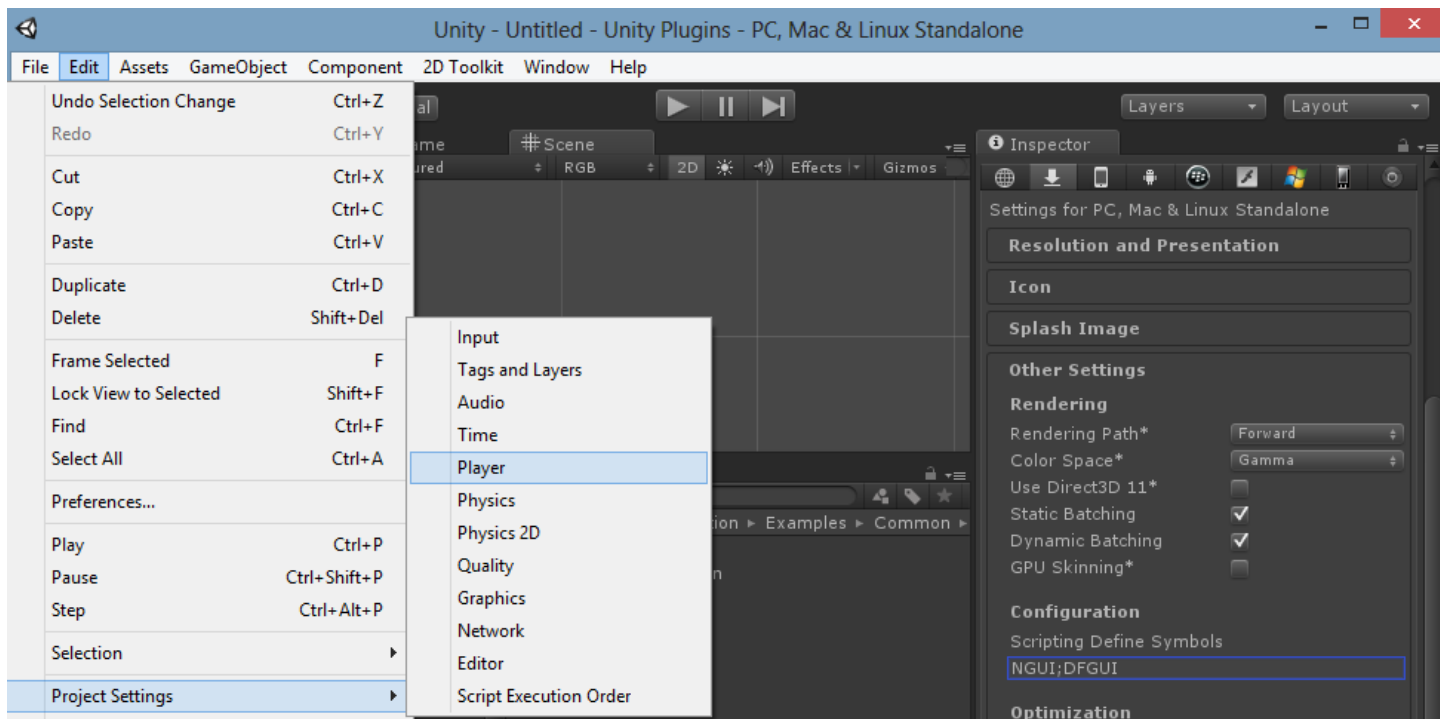 Unity - Untitled - Unity Plugins - PC, Mac & Linux Standalone
File Edit Assets GameObject Component 2D Toolkit Window Help
Undo Selection Change Ctrl+Z
Redo Ctrl+Y
Cut Ctrl+X
Copy Ctrl+C
Paste Ctrl+V
Duplicate Ctrl+D
Delete Shift+Del
Frame Selected F
Lock View to Selected Shift+F
Find Ctrl+F
Select All Ctrl+A
Preferences...
Play Ctrl+P
Pause Ctrl+Shift+P
Step Ctrl+Alt+P
Selection
Project Settings
Input
Tags and Layers
Audio
Time
Player
Physics
Physics 2D
Quality
Graphics
Network
Editor
Script Execution Order
Layers Layout
#Scene
RGB 2D Effects Gizmos
Examples Common
Inspector
Settings for PC, Mac & Linux Standalone
Resolution and Presentation
Icon
Splash Image
Other Settings
Rendering
Rendering Path* Forward
Color Space* Gamma
Use Direct3D 11*
Static Batching
Dynamic Batching
GPU Skinning*
Configuration
Scripting Define Symbols
NGUI;DFGUI
Optimization